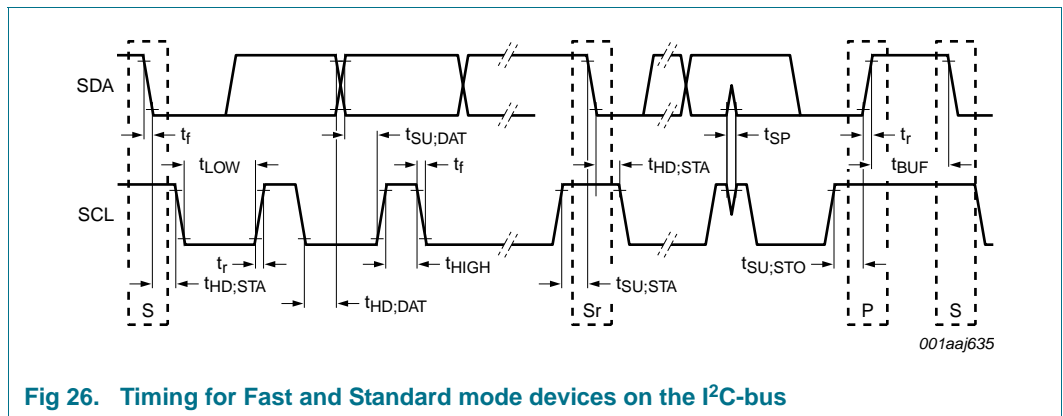 SDA
t_f
t_SU;DAT
t_SP
t_r
t_LOW
t_f
t_HD;STA
t_BUF
SCL
t_r
t_HIGH
t_SU;STO
t_HD;STA
t_SU;STA
t_HD;DAT
S
Sr
P
S
001aaj635
Fig 26. Timing for Fast and Standard mode devices on the I²C-bus